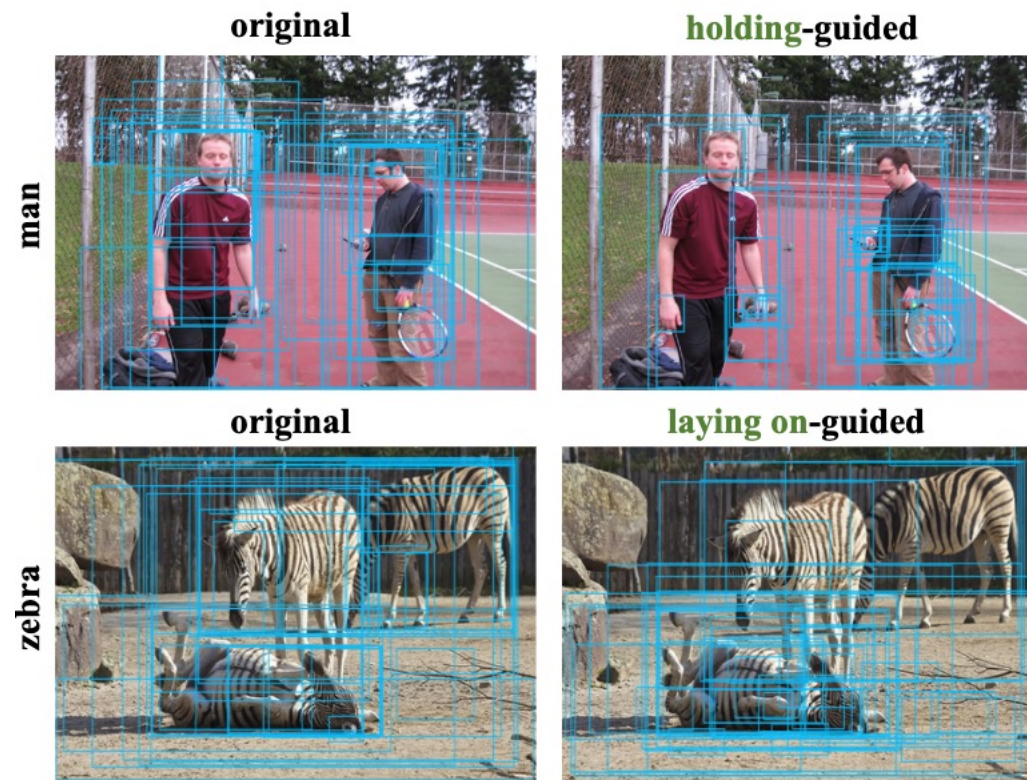 original
holding-guided
man
original
laying on-guided
zebra